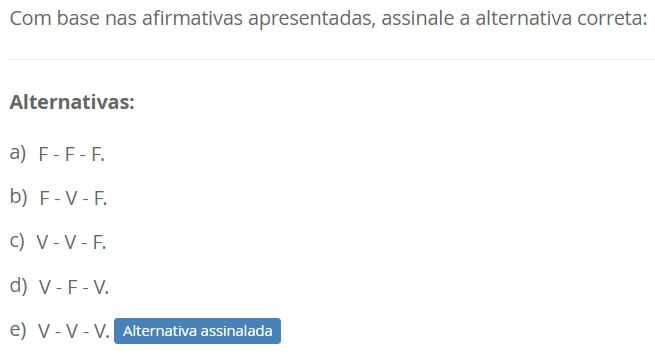 Com base nas afirmativas apresentadas, assinale a alternativa correta:
Alternativas:
a) F - F - F.
b) F - V - F.
c) V - V - F.
d) V - F - V.
e) V - V - V. Alternativa assinalada